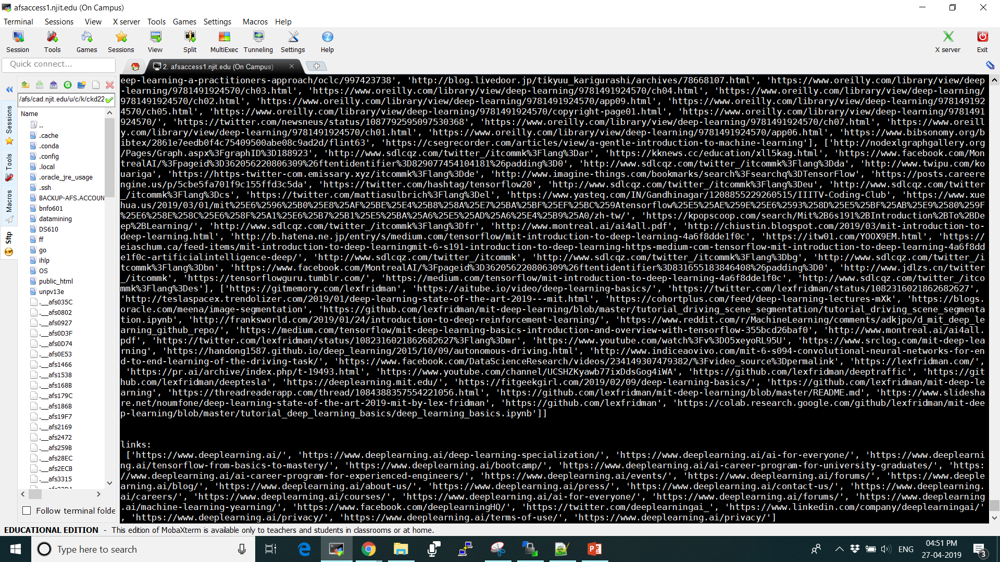 afsaccess1.njit.edu (On Campus)
Terminal Sessions View X server Tools Games Settings Macros Help
Session Tools Games Sessions View Split MultiExec Tunneling Settings Help X server Exit
Quick connect...
2. afsaccess1.njit.edu (On Campus)
/afs/cad.njit.edu/u/c/k/ckd22
Name
..
.cache
.conda
.config
.local
.oracle_jre_usage
.ssh
BACKUP-AFS.ACCOUN
bnfo601
datamining
DS610
ff
go
ihlp
OS
public_html
unpv13e
.__afs035C
.__afs0802
.__afs0927
.__afs0D3F
.__afs0D74
.__afs0E53
.__afs1466
.__afs1538
.__afs168B
.__afs179C
.__afs186B
.__afs19F7
.__afs2169
.__afs2472
.__afs259B
.__afs28EC
.__afs2ECB
.__afs3315
Follow terminal folde
Sessions
Tools
Macros
Sftp
eep-learning-a-practitioners-approach/oclc/997423738', 'http://blog.livedoor.jp/tikyuu_karigurashi/archives/78668107.html', 'https://www.oreilly.com/library/view/deep
-learning/9781491924570/ch03.html', 'https://www.oreilly.com/library/view/deep-learning/9781491924570/ch04.html', 'https://www.oreilly.com/library/view/deep-learning/
9781491924570/ch02.html', 'https://www.oreilly.com/library/view/deep-learning/9781491924570/app09.html', 'https://www.oreilly.com/library/view/deep-learning/978149192
4570/ch05.html', 'https://www.oreilly.com/library/view/deep-learning/9781491924570/copyright-page01.html', 'https://www.oreilly.com/library/view/deep-learning/9781491
924570/', 'https://twitter.com/newsneus/status/1087792595097530368', 'https://www.oreilly.com/library/view/deep-learning/9781491924570/ch07.html', 'https://www.oreill
y.com/library/view/deep-learning/9781491924570/ch01.html', 'https://www.oreilly.com/library/view/deep-learning/9781491924570/app06.html', 'https://www.bibsonomy.org/b
ibtex/2861e7eedb0f4c75409500abe08c9ad2d/flint63', 'https://csegrecorder.com/articles/view/a-gentle-introduction-to-machine-learning'], ['http://nodexlgraphgallery.org
/Pages/Graph.aspx%3FgraphID%3D188923', 'http://www.sdlcqz.com/twitter_/itcommk%3Flang%3Dar', 'https://kknews.cc/education/xll5kag.html', 'https://www.facebook.com/Mon
trealAI/%3Fpageid%3D362056220806309%26ftentidentifier%3D829077454104181%26padding%3D0', 'http://www.sdlcqz.com/twitter_/itcommk%3Flang%3Dda', 'http://www.twipu.com/ko
uariga', 'https://https-twitter-com.emissary.xyz/itcommk%3Flang%3Dde', 'http://www.imagine-things.com/bookmarks/search%3Fsearchq%3DTensorFlow', 'https://posts.careere
ngine.us/p/5cbe5fa701f9c155ffd3c5da', 'https://twitter.com/hashtag/tensorflow20', 'http://www.sdlcqz.com/twitter_/itcommk%3Flang%3Deu', 'http://www.sdlcqz.com/twitter
_/itcommk%3Flang%3Dcs', 'https://twitter.com/mattiasulbrich%3Flang%3Del', 'https://www.yasteq.com/IN/Gandhinagar/1208855229260515/IIITV-Coding-Club', 'https://www.xue
hua.us/2019/03/01/mit%25E6%2596%25B0%25E8%25AF%25BE%25E4%25B8%258A%25E7%25BA%25BF%25EF%25BC%259Atensorflow%25E5%25AE%259E%25E6%2593%258D%25E5%25BF%25AB%25E9%2580%259F
%25E6%258E%258C%25E6%258F%25A1%25E6%25B7%25B1%25E5%25BA%25A6%25E5%25AD%25A6%25E4%25B9%25A0/zh-tw/', 'https://kpopscoop.com/search/Mit%2B6s191%2BIntroduction%2BTo%2BDe
ep%2BLearning/', 'http://www.sdlcqz.com/twitter_/itcommk%3Flang%3Dfr', 'http://www.montreal.ai/ai4all.pdf', 'http://chiustin.blogspot.com/2019/03/mit-introduction-to-
deep-learning.html', 'http://b.hatena.ne.jp/entry/s/medium.com/tensorflow/mit-introduction-to-deep-learning-4a6f8dde1f0c', 'https://itw01.com/YOOX9EM.html', 'https://
eiaschum.ca/feed-items/mit-introduction-to-deep-learningmit-6-s191-introduction-to-deep-learning-https-medium-com-tensorflow-mit-introduction-to-deep-learning-4a6f8dd
e1f0c-artificialintelligence-deep/', 'http://www.sdlcqz.com/twitter_/itcommk', 'http://www.sdlcqz.com/twitter_/itcommk%3Flang%3Dbg', 'http://www.sdlcqz.com/twitter_/i
tcommk%3Flang%3Dbn', 'https://www.facebook.com/MontrealAI/%3Fpageid%3D362056220806309%26ftentidentifier%3D831655183846408%26padding%3D0', 'http://www.jdlzs.cn/twitter
_/itcommk', 'https://tensorflowguru.tumblr.com/', 'https://medium.com/tensorflow/mit-introduction-to-deep-learning-4a6f8dde1f0c', 'http://www.sdlcqz.com/twitter_/itco
mmk%3Flang%3Des'], ['https://gitmemory.com/lexfridman', 'https://aitube.io/video/deep-learning-basics/', 'https://twitter.com/lexfridman/status/1082316021862682627',
'http://teslaspacex.trendolizer.com/2019/01/deep-learning-state-of-the-art-2019---mit.html', 'https://cohortplus.com/feed/deep-learning-lectures-mXk', 'https://blogs.
oracle.com/meena/image-segmentation', 'https://github.com/lexfridman/mit-deep-learning/blob/master/tutorial_driving_scene_segmentation/tutorial_driving_scene_segmenta
tion.ipynb', 'http://franksworld.com/2019/01/24/introduction-to-deep-reinforcement-learning/', 'https://www.reddit.com/r/MachineLearning/comments/adkjpo/d_mit_deep_le
arning_github_repo/', 'https://medium.com/tensorflow/mit-deep-learning-basics-introduction-and-overview-with-tensorflow-355bcd26baf0', 'http://www.montreal.ai/ai4all.
pdf', 'https://twitter.com/lexfridman/status/1082316021862682627%3Flang%3Dmr', 'https://www.youtube.com/watch%3Fv%3DO5xeyoRL95U', 'https://www.srclog.com/mit-deep-lea
rning', 'https://handong1587.github.io/deep_learning/2015/10/09/autonomous-driving.html', 'http://www.indiceaovivo.com/mit-6-s094-convolutional-neural-networks-for-en
d-to-end-learning-of-the-driving-task/', 'https://www.facebook.com/DataScienceResearch/videos/234149307479382/%3Fvideo_source%3Dpermalink', 'https://lexfridman.com/',
'https://pr.ai/archive/index.php/t-19493.html', 'https://www.youtube.com/channel/UCSHZKyawb77ixDdsGog4iWA', 'https://github.com/lexfridman/deeptraffic', 'https://git
hub.com/lexfridman/deeptesla', 'https://deeplearning.mit.edu/', 'https://fitgeekgirl.com/2019/02/09/deep-learning-basics/', 'https://github.com/lexfridman/mit-deep-le
arning', 'https://threadreaderapp.com/thread/1084388357554221056.html', 'https://github.com/lexfridman/mit-deep-learning/blob/master/README.md', 'https://www.slidesha
re.net/noumfone/deep-learning-state-of-the-art-2019-mit-by-lex-fridman', 'https://github.com/lexfridman', 'https://colab.research.google.com/github/lexfridman/mit-dee
p-learning/blob/master/tutorial_deep_learning_basics/deep_learning_basics.ipynb']]
links:
['https://www.deeplearning.ai/', 'https://www.deeplearning.ai/deep-learning-specialization/', 'https://www.deeplearning.ai/ai-for-everyone/', 'https://www.deeplearni
ng.ai/tensorflow-from-basics-to-mastery/', 'https://www.deeplearning.ai/bootcamp/', 'https://www.deeplearning.ai/ai-career-program-for-university-graduates/', 'https:
//www.deeplearning.ai/ai-career-program-for-experienced-engineers/', 'https://www.deeplearning.ai/events/', 'https://www.deeplearning.ai/forums/', 'https://www.deeple
arning.ai/blog/', 'https://www.deeplearning.ai/about-us/', 'https://www.deeplearning.ai/press/', 'https://www.deeplearning.ai/contact-us/', 'https://www.deeplearning.
ai/careers/', 'https://www.deeplearning.ai/courses/', 'https://www.deeplearning.ai/ai-for-everyone/', 'https://www.deeplearning.ai/forums/', 'https://www.deeplearning
.ai/machine-learning-yearning/', 'https://www.facebook.com/deeplearningHQ/', 'https://twitter.com/deeplearningai_', 'https://www.linkedin.com/company/deeplearningai/'
, 'https://www.deeplearning.ai/privacy/', 'https://www.deeplearning.ai/terms-of-use/', 'https://www.deeplearning.ai/privacy/']
EDUCATIONAL EDITION - This edition of MobaXterm is available only to teachers and students in classrooms or at home.
Type here to search
ENG
04:51 PM
27-04-2019
3